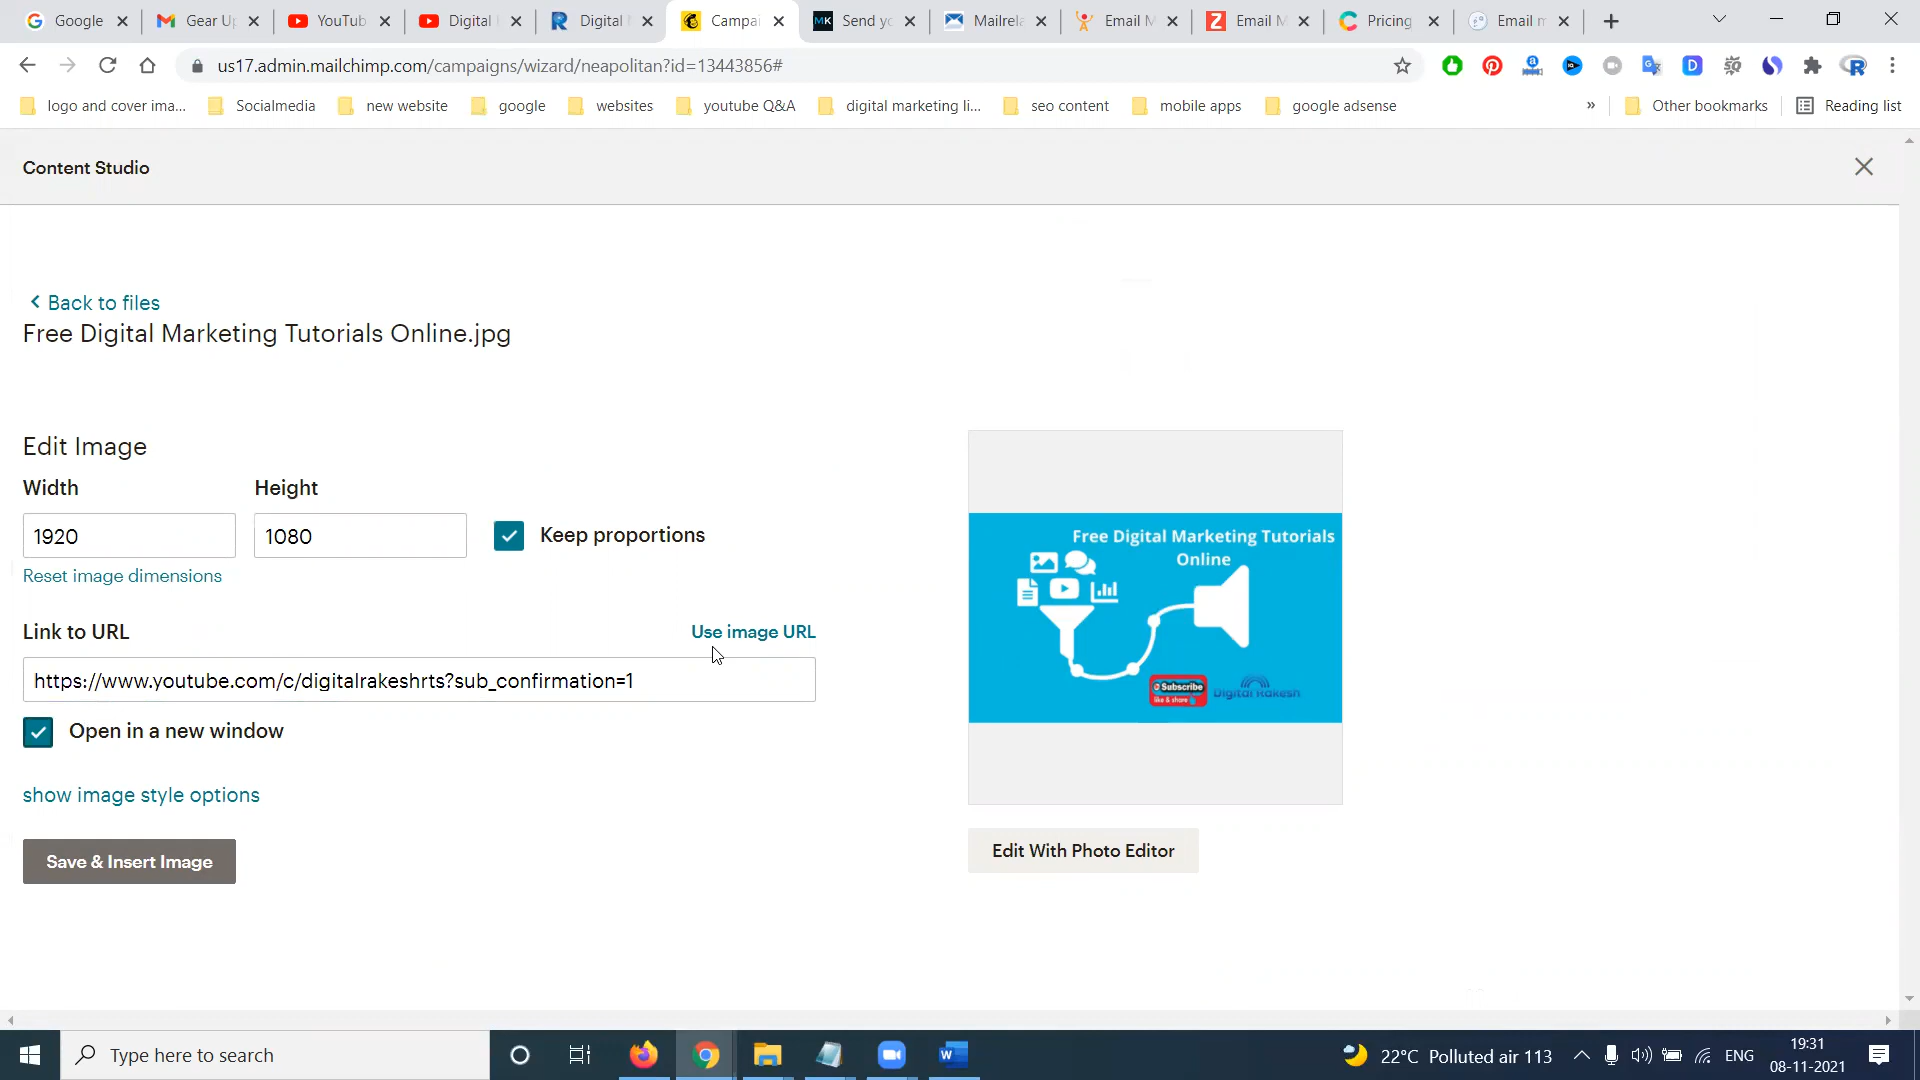 Google
Gear U
YouTub
Digital
Digital
Campai
MK
Send yo
Mailrela
Email M
Z
Email M
Pricing
Email m
us17.admin.mailchimp.com/campaigns/wizard/neapolitan?id=13443856#
logo and cover ima...
Socialmedia
new website
google
websites
youtube Q&A
digital marketing li...
seo content
mobile apps
google adsense
»
Other bookmarks
Reading list
Content Studio
Back to files
Free Digital Marketing Tutorials Online.jpg
Edit Image
Width
Height
1920
1080
Keep proportions
Reset image dimensions
Link to URL
Use image URL
https://www.youtube.com/c/digitalrakeshrts?sub_confirmation=1
Open in a new window
show image style options
Save & Insert Image
Free Digital Marketing Tutorials
Online
Subscribe
like & share
Digital Rakesh
Edit With Photo Editor
Type here to search
22°C Polluted air 113
ENG
19:31
08-11-2021